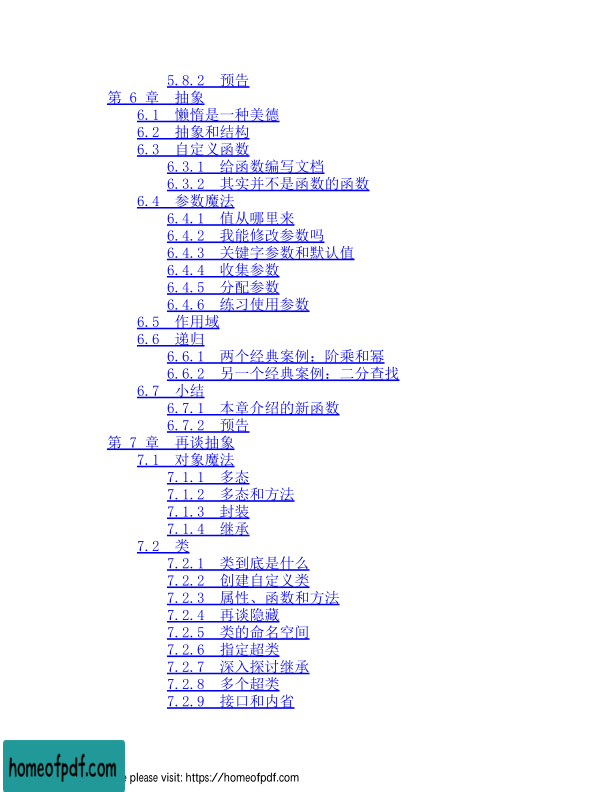 5.8.2 预告
第 6 章 抽象
6.1 懒惰是一种美德
6.2 抽象和结构
6.3 自定义函数
6.3.1 给函数编写文档
6.3.2 其实并不是函数的函数
6.4 参数魔法
6.4.1 值从哪里来
6.4.2 我能修改参数吗
6.4.3 关键字参数和默认值
6.4.4 收集参数
6.4.5 分配参数
6.4.6 练习使用参数
6.5 作用域
6.6 递归
6.6.1 两个经典案例：阶乘和幂
6.6.2 另一个经典案例：二分查找
6.7 小结
6.7.1 本章介绍的新函数
6.7.2 预告
第 7 章 再谈抽象
7.1 对象魔法
7.1.1 多态
7.1.2 多态和方法
7.1.3 封装
7.1.4 继承
7.2 类
7.2.1 类到底是什么
7.2.2 创建自定义类
7.2.3 属性、函数和方法
7.2.4 再谈隐藏
7.2.5 类的命名空间
7.2.6 指定超类
7.2.7 深入探讨继承
7.2.8 多个超类
7.2.9 接口和内省
homeofpdf.com
please visit: https://homeofpdf.com